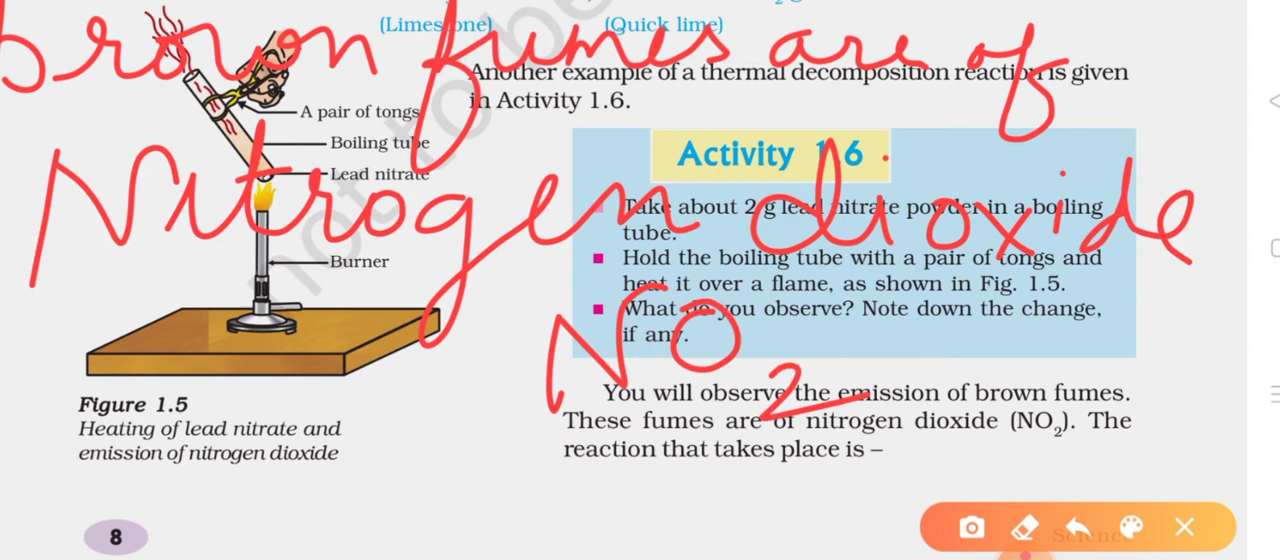 (Limestone) (Quick lime)
brown fumes are of
Another example of a thermal decomposition reaction is given
in Activity 1.6.
A pair of tongs
Boiling tube
Lead nitrate
Burner
Nitrogen dioxide
NO2
Activity 1.6
Take about 2 g lead nitrate powder in a boiling
tube.
Hold the boiling tube with a pair of tongs and
heat it over a flame, as shown in Fig. 1.5.
What do you observe? Note down the change,
if any.
Figure 1.5
Heating of lead nitrate and
emission of nitrogen dioxide
You will observe the emission of brown fumes.
These fumes are of nitrogen dioxide (NO₂). The
reaction that takes place is –
8
Science
not to be